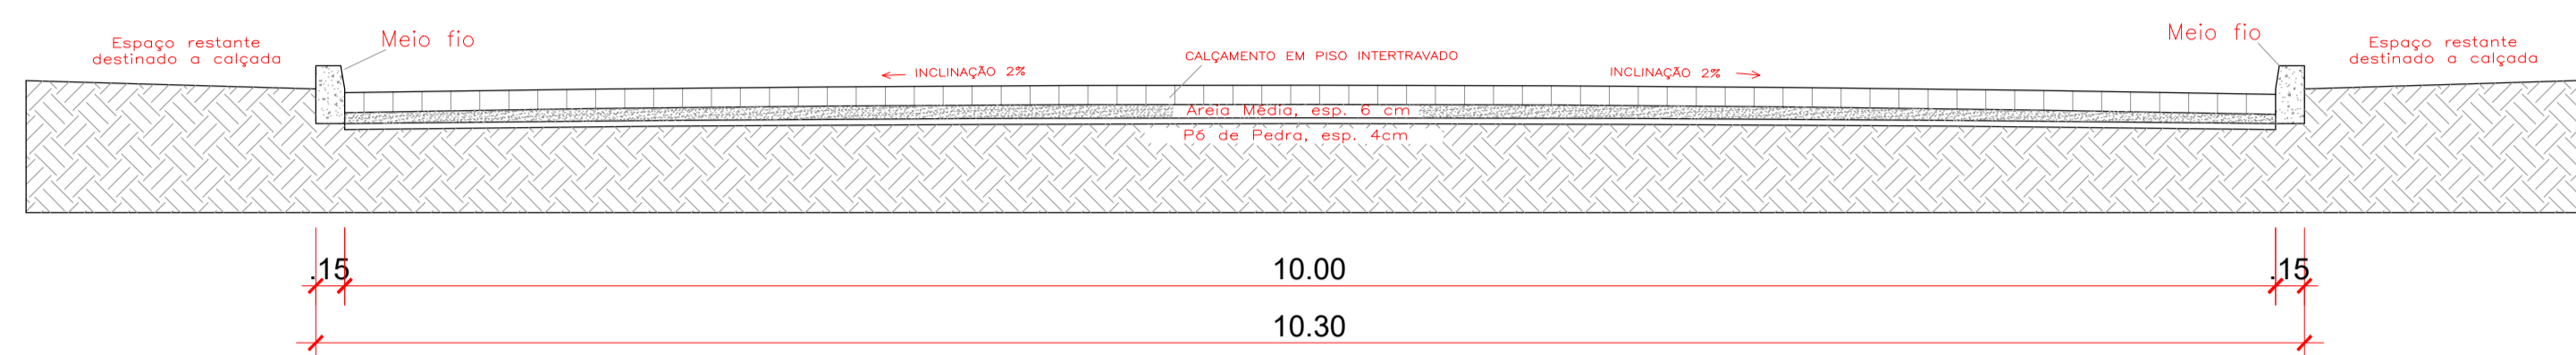 Espaço restante
destinado a calçada
Meio fio
← INCLINAÇÃO 2%
CALÇAMENTO EM PISO INTERTRAVADO
INCLINAÇÃO 2% →
Meio fio
Espaço restante
destinado a calçada
Areia Média, esp. 6 cm
Pó de Pedra, esp. 4cm
.15
10.00
.15
10.30